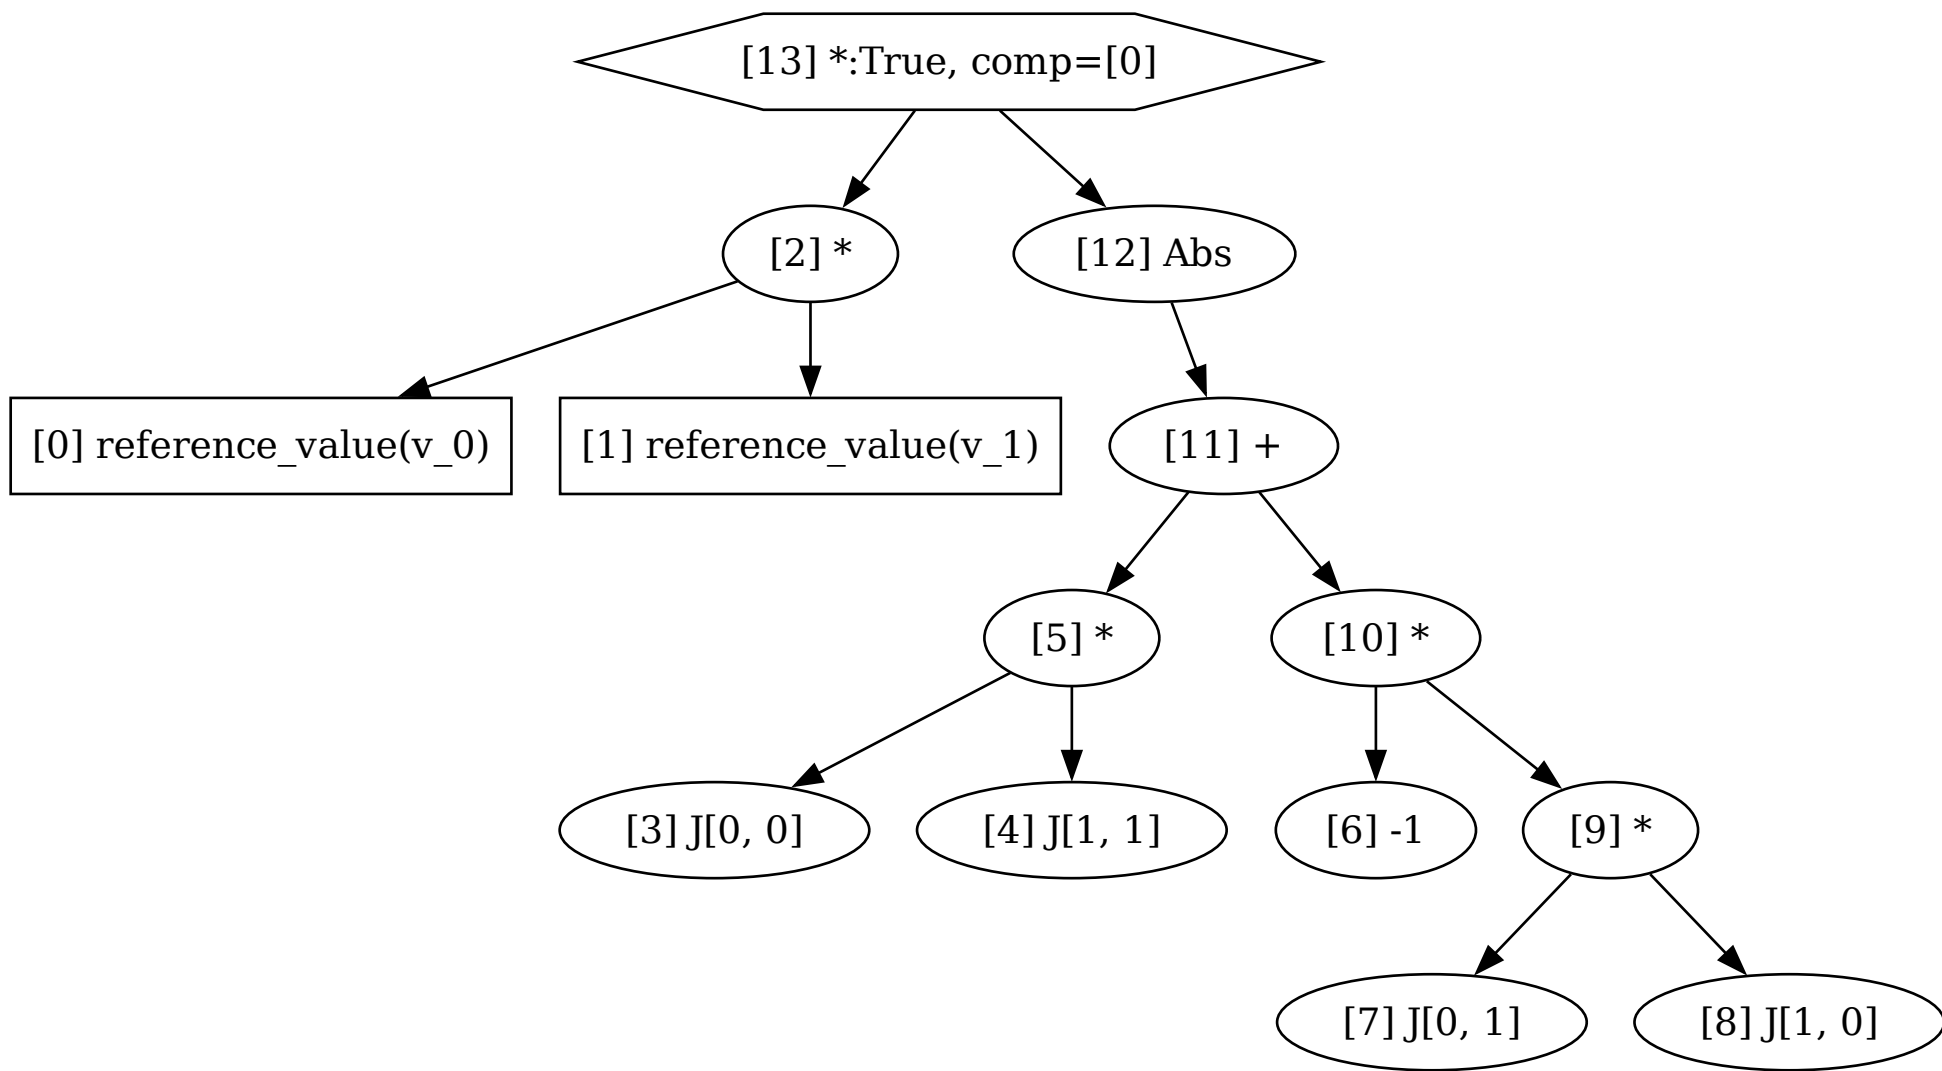 [13] *:True, comp=[0]
[2] *
[12] Abs
[0] reference_value(v_0)
[1] reference_value(v_1)
[11] +
[5] *
[10] *
[3] J[0, 0]
[4] J[1, 1]
[6] -1
[9] *
[7] J[0, 1]
[8] J[1, 0]